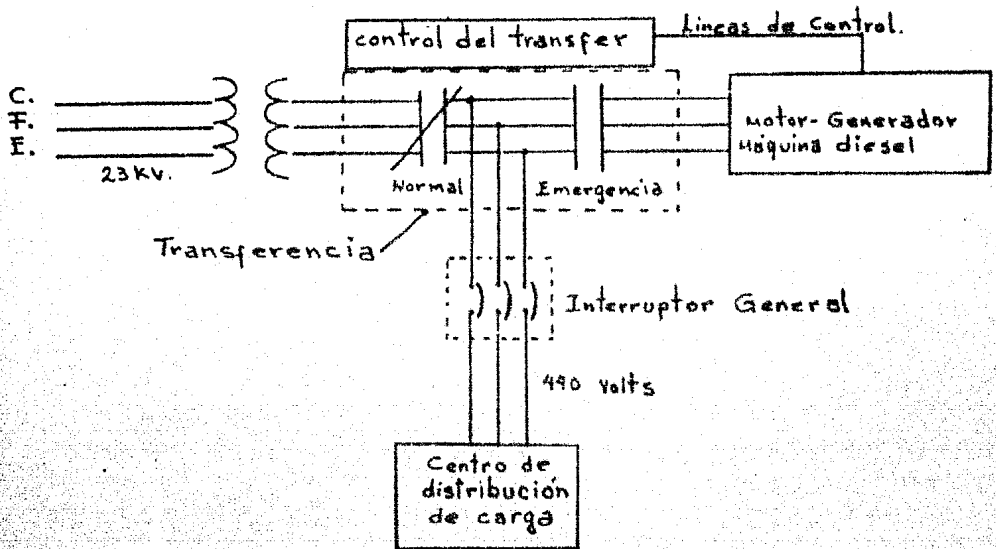 control del transfer
Lineas de Control.
C.
F.
E.
23 KV.
Motor-Generador
Máquina diesel
Normal
Emergencia
Transferencia
Interruptor General
440 Volts
Centro de
distribución
de carga